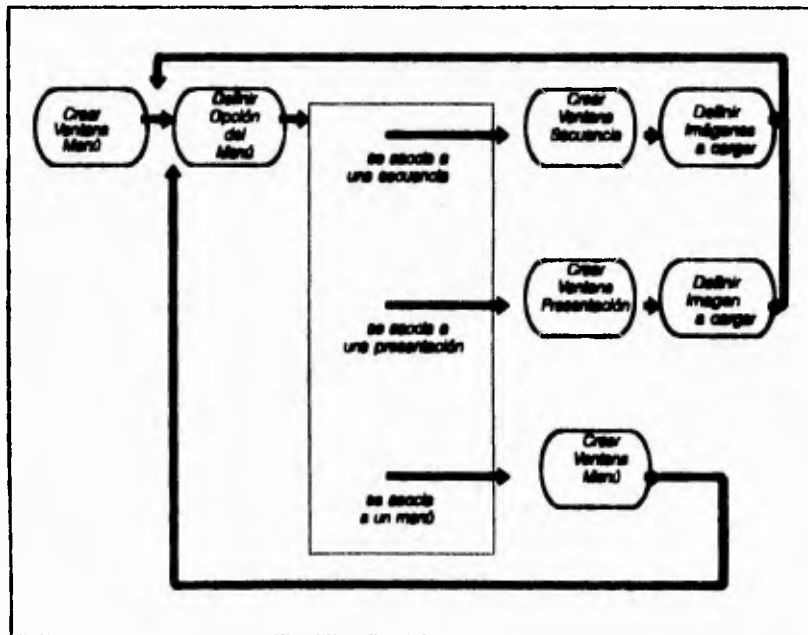 Crear
Ventana
Menú
Definir
Opción
del
Menú
se asocia a
una secuencia
Crear
Ventana
Secuencia
Definir
Imágenes
a cargar
se asocia a
una presentación
Crear
Ventana
Presentación
Definir
Imagen
a cargar
se asocia
a un menú
Crear
Ventana
Menú